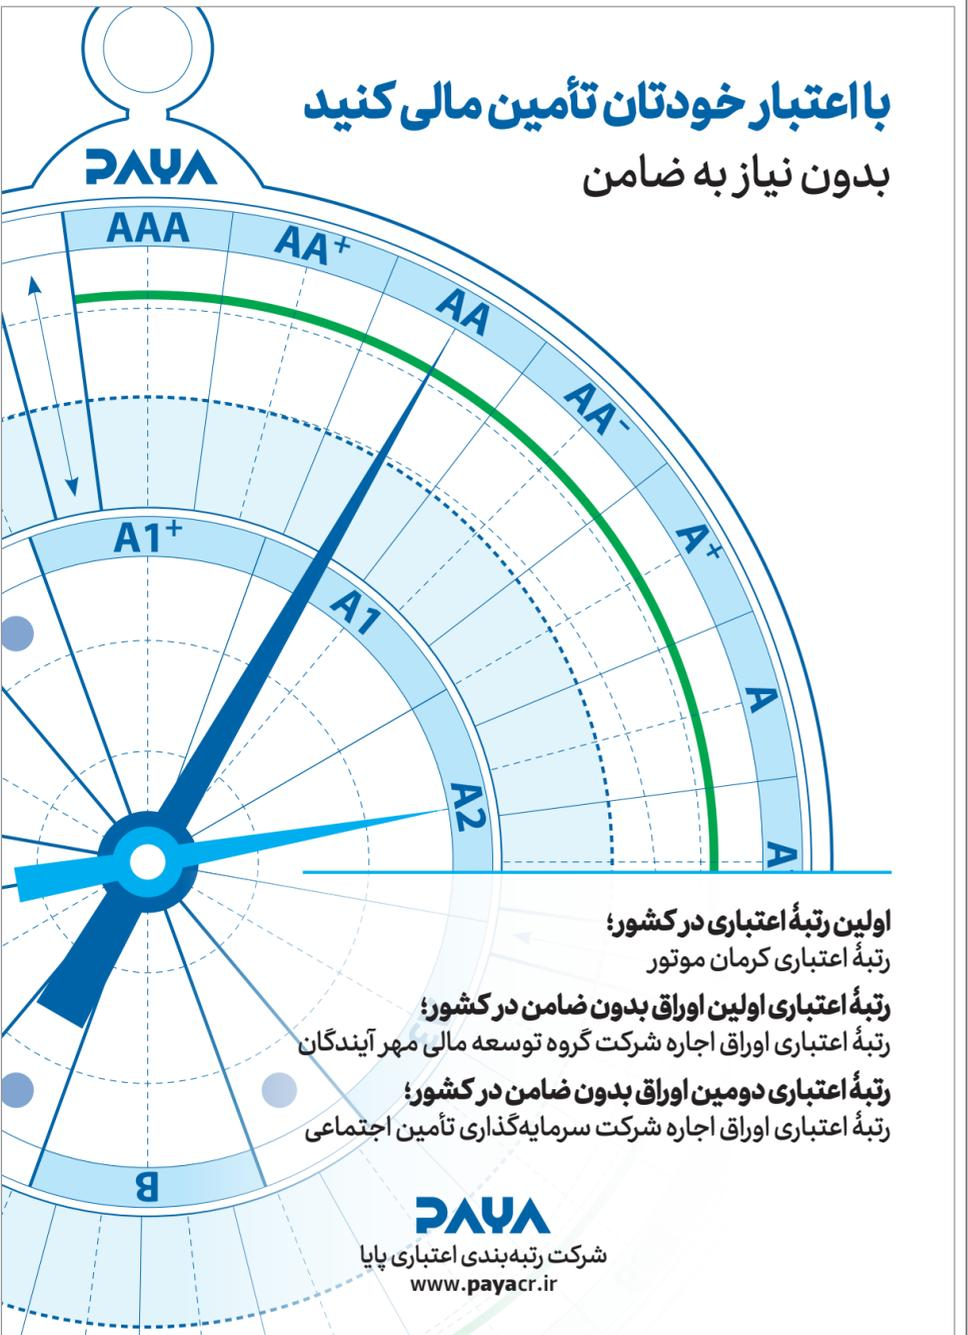 با اعتبار خودتان تأمین مالی کنید
بدون نیاز به ضامن
PAYA
AAA
AA+
AA
AA-
A+
A
A
A1+
A1
A2
B
اولین رتبهٔ اعتباری در کشور؛
رتبهٔ اعتباری کرمان موتور
رتبهٔ اعتباری اولین اوراق بدون ضامن در کشور؛
رتبهٔ اعتباری اوراق اجاره شرکت گروه توسعه مالی مهر آیندگان
رتبهٔ اعتباری دومین اوراق بدون ضامن در کشور؛
رتبهٔ اعتباری اوراق اجاره شرکت سرمایه‌گذاری تأمین اجتماعی
PAYA
شرکت رتبه‌بندی اعتباری پایا
www.payacr.ir